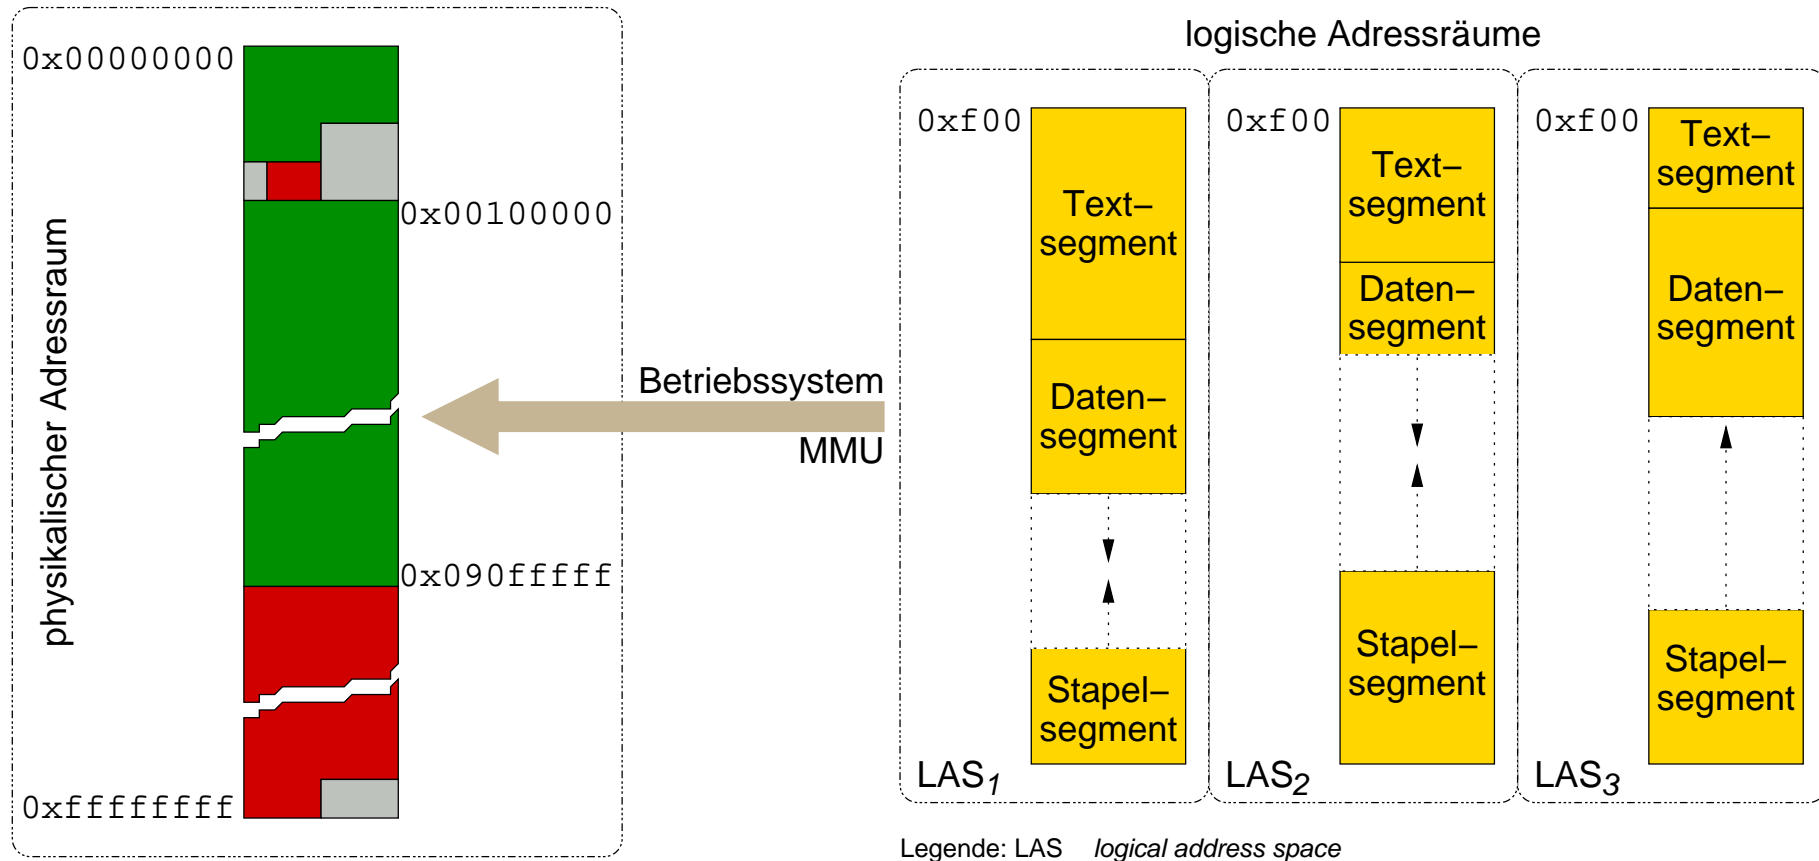 physikalischer Adressraum
0x00000000
0x00100000
0x090fffff
0xffffffff
Betriebssystem
MMU
logische Adressräume
0xf00
Text–
segment
Daten–
segment
Stapel–
segment
LAS1
0xf00
Text–
segment
Daten–
segment
Stapel–
segment
LAS2
0xf00
Text–
segment
Daten–
segment
Stapel–
segment
LAS3
Legende: LAS logical address space